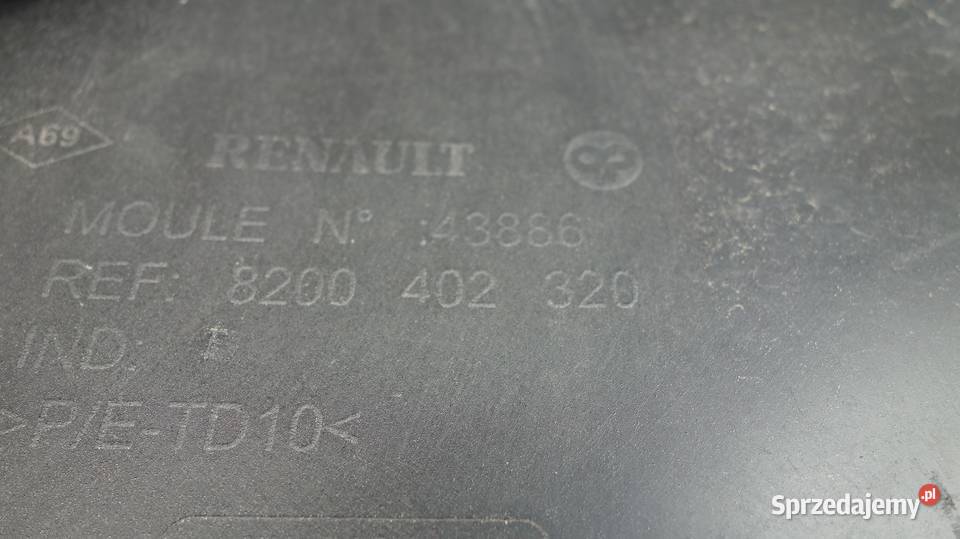 A69
RENAULT
MOULE N° :43886
REF: 8200 402 320
IND:
>P/E-TD10<
Sprzedajemy.pl